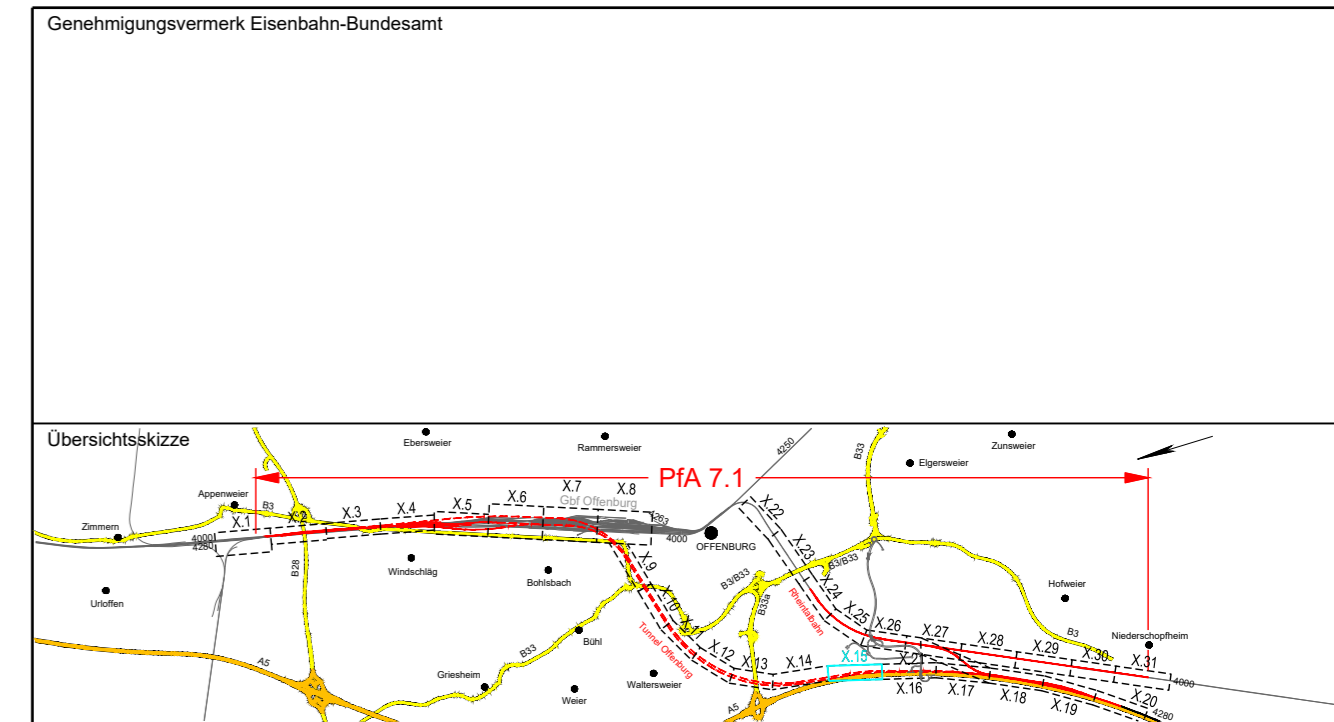 Genehmigungsvermerk Eisenbahn-Bundesamt
Übersichtsskizze
Ebersweier
Rammersweier
4250
B33
Zunsweier
Elgersweier
PfA 7.1
Appenweier
B3
Zimmern
X.1
X.2
X.3
X.4
X.5
X.6
X.7
X.8
Gbf Offenburg
4263
4000
4280
4000
OFFENBURG
X.22
Urloffen
B28
Windschläg
Bohlsbach
X.9
X.10
X.11
X.12
X.13
X.14
X.15
B3/B33
B33a
B3/B33
X.23
X.24
X.25
X.26
X.27
X.28
X.29
X.30
X.31
Rheintalbahn
Hofweier
B3
Niederschopfheim
4000
Tunnel Offenburg
Bühl
B33
Griesheim
Weier
Waltersweier
A5
A5
X.21
X.16
X.17
X.18
X.19
X.20
4280